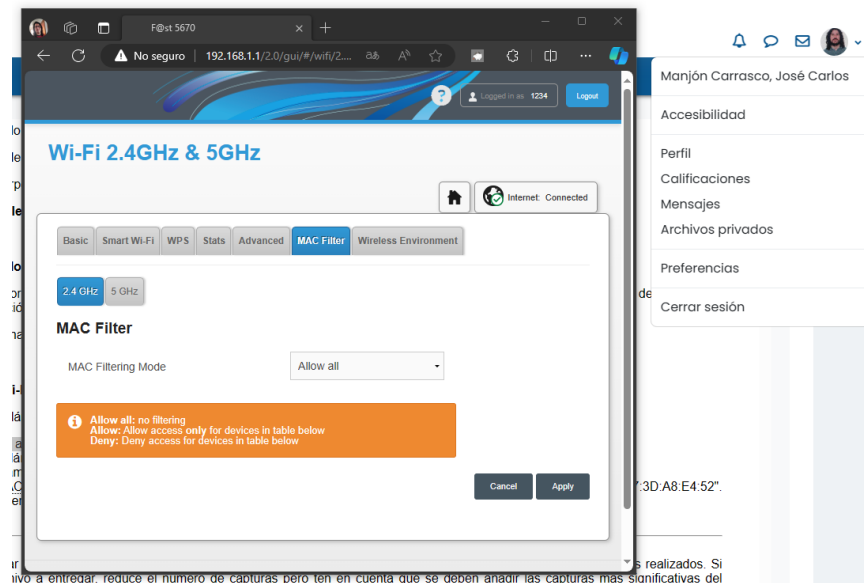 F@st 5670
No seguro
192.168.1.1/2.0/gui/#/wifi/2....
Logged in as 1234
Logout
Wi-Fi 2.4GHz & 5GHz
Internet: Connected
Basic
Smart Wi-Fi
WPS
Stats
Advanced
MAC Filter
Wireless Environment
2.4 GHz
5 GHz
MAC Filter
MAC Filtering Mode
Allow all
Allow all: no filtering
Allow: Allow access only for devices in table below
Deny: Deny access for devices in table below
Cancel
Apply
Manjón Carrasco, José Carlos
Accesibilidad
Perfil
Calificaciones
Mensajes
Archivos privados
Preferencias
Cerrar sesión
de
:3D:A8:E4:52".
s realizados. Si
a entregar, reduce el número de capturas pero ten en cuenta que se deben añadir las capturas más significativas del